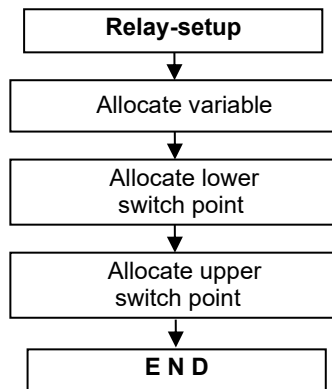 Relay-setup
Allocate variable
Allocate lower
switch point
Allocate upper
switch point
E N D